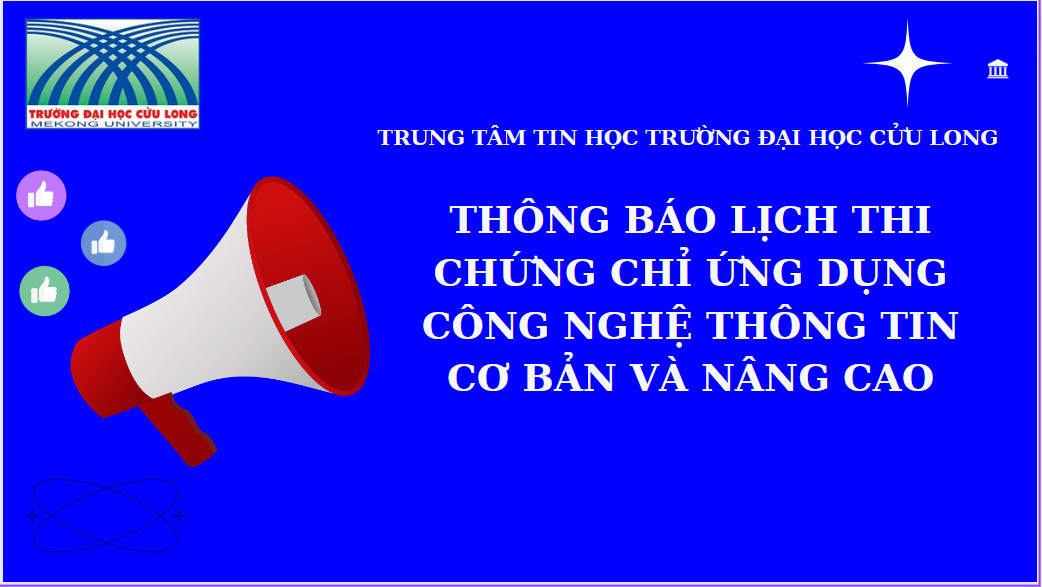 TRƯỜNG ĐẠI HỌC CỬU LONG
MEKONG UNIVERSITY
TRUNG TÂM TIN HỌC TRƯỜNG ĐẠI HỌC CỬU LONG
THÔNG BÁO LỊCH THI
CHỨNG CHỈ ỨNG DỤNG
CÔNG NGHỆ THÔNG TIN
CƠ BẢN VÀ NÂNG CAO